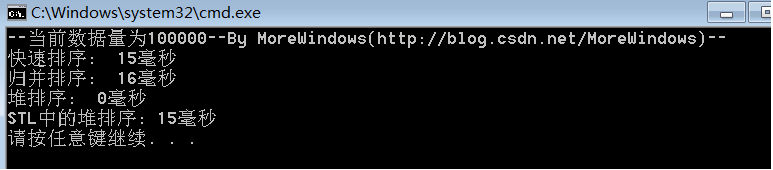 C:\Windows\system32\cmd.exe
--当前数据量为100000--By MoreWindows(http://blog.csdn.net/MoreWindows)--
快速排序： 15毫秒
归并排序： 16毫秒
堆排序： 0毫秒
STL中的堆排序：15毫秒
请按任意键继续. . .